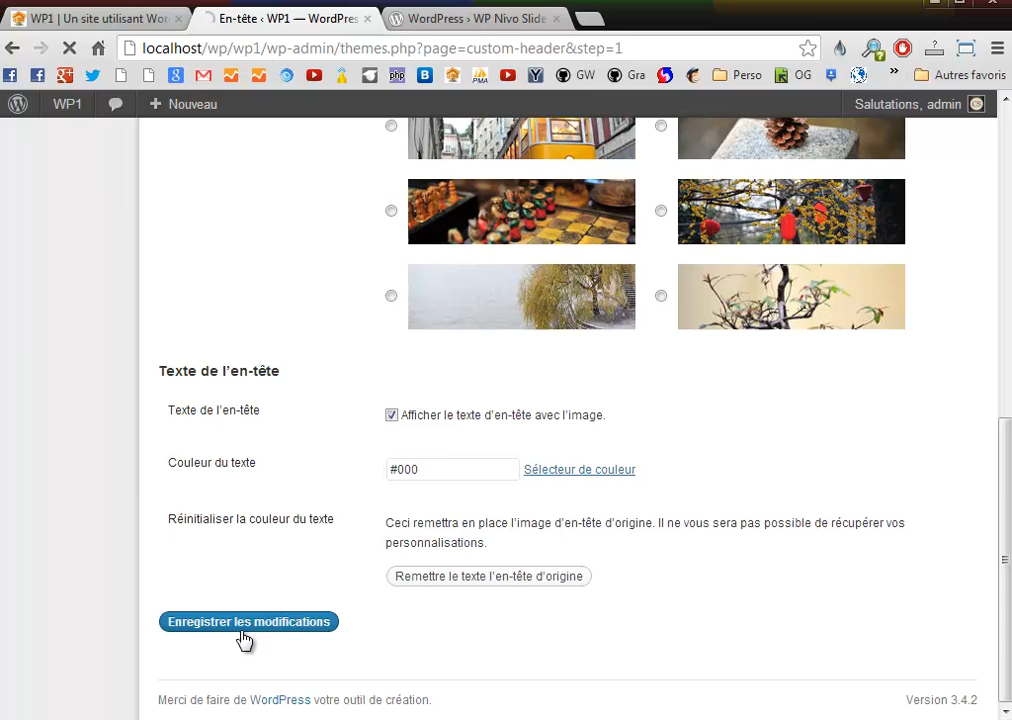 WP1 | Un site utilisant Wor
En-tête ‹ WP1 — WordPres
WordPress › WP Nivo Slide
localhost/wp/wp1/wp-admin/themes.php?page=custom-header&step=1
GW
Gra
Perso
OG
»
Autres favoris
WP1
+ Nouveau
Salutations, admin
Texte de l'en-tête
Texte de l'en-tête
Afficher le texte d'en-tête avec l'image.
Couleur du texte
#000
Sélecteur de couleur
Réinitialiser la couleur du texte
Ceci remettra en place l'image d'en-tête d'origine. Il ne vous sera pas possible de récupérer vos
personnalisations.
Remettre le texte l'en-tête d'origine
Enregistrer les modifications
Merci de faire de WordPress votre outil de création.
Version 3.4.2